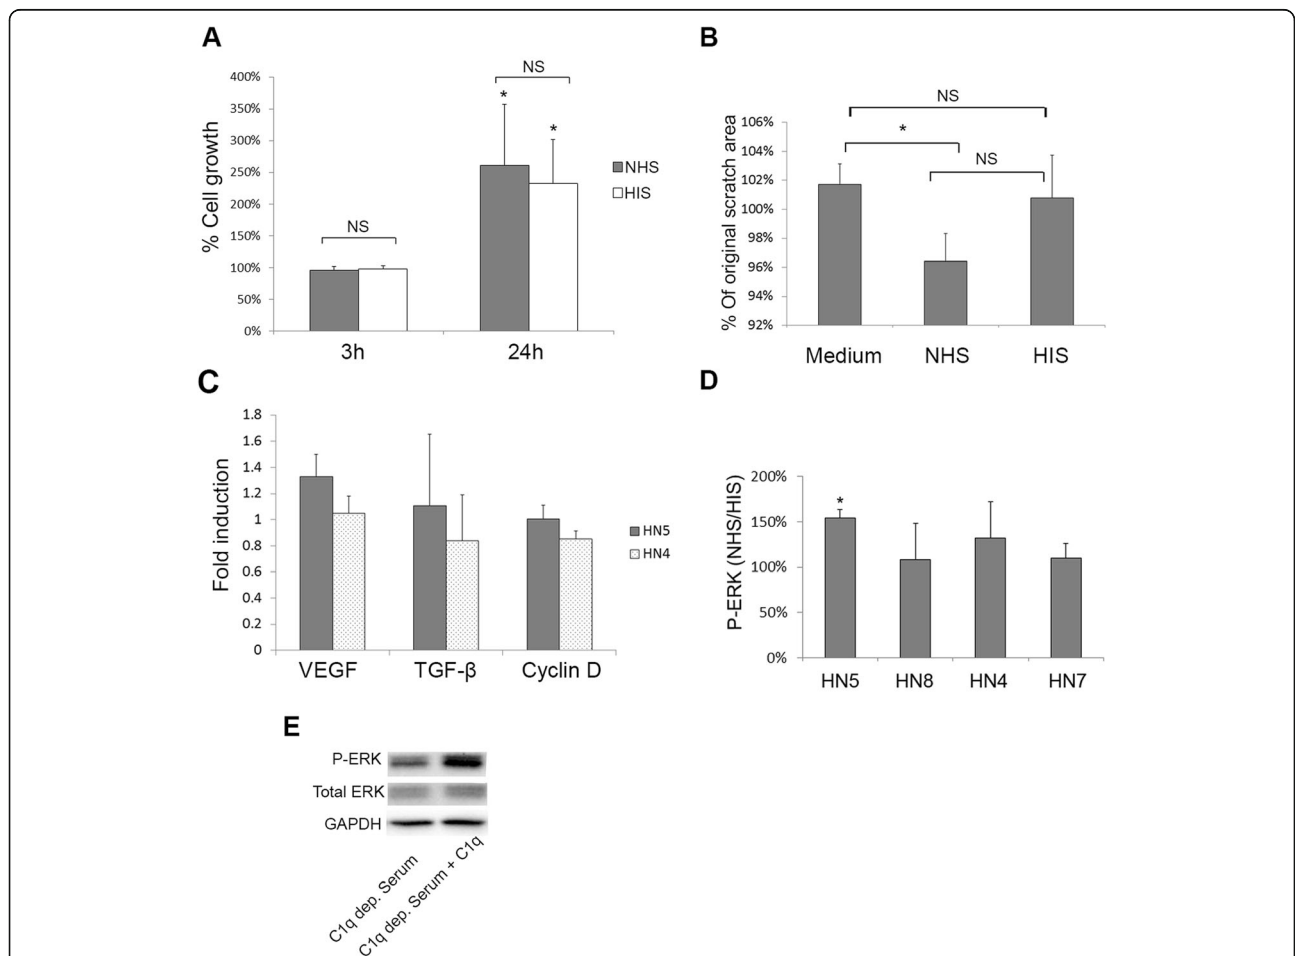 A
NS
NS
*
*
400%
350%
300%
250%
200%
150%
100%
50%
0%
% Cell growth
3h
24h
NHS
HIS
B
NS
*
NS
106%
104%
102%
100%
98%
96%
94%
92%
% Of original scratch area
Medium
NHS
HIS
C
1.8
1.6
1.4
1.2
1
0.8
0.6
0.4
0.2
0
Fold induction
VEGF
TGF-β
Cyclin D
HN5
HN4
D
200%
150%
100%
50%
0%
*
P-ERK (NHS/HIS)
HN5
HN8
HN4
HN7
E
P-ERK
Total ERK
GAPDH
C1q dep. Serum
C1q dep. Serum + C1q